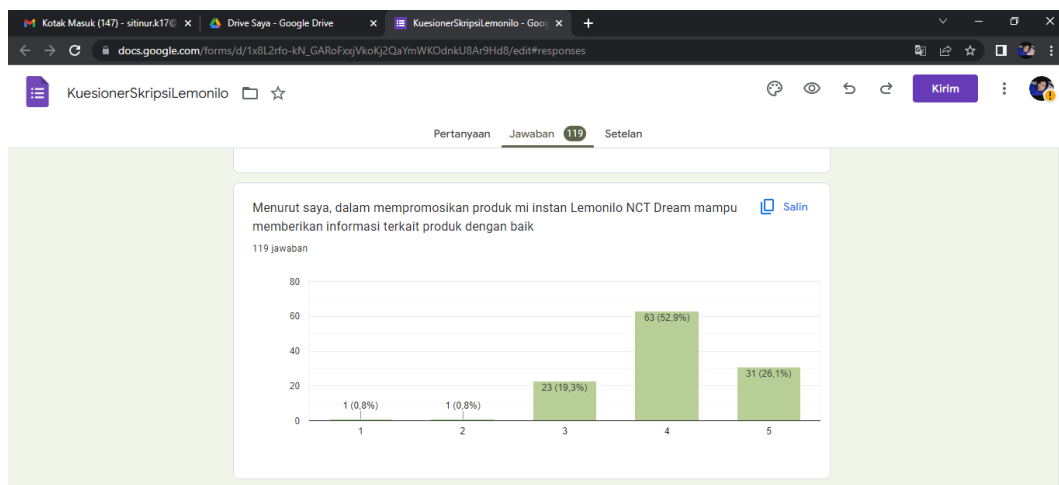 Kotak Masuk (147) - sitinur.k17@
Drive Saya - Google Drive
KuesionerSkripsiLemonilo - Goog
docs.google.com/forms/d/1x8L2rfo-kN_GARoFxxjVkoKj2QaYmWKOdnkU8Ar9Hd8/edit#responses
KuesionerSkripsiLemonilo
Kirim
Pertanyaan Jawaban 119 Setelan
Menurut saya, dalam mempromosikan produk mi instan Lemonilo NCT Dream mampu
memberikan informasi terkait produk dengan baik
Salin
119 jawaban
80
60
40
20
0
1 (0,8%)
1 (0,8%)
23 (19,3%)
63 (52,9%)
31 (26,1%)
1 2 3 4 5